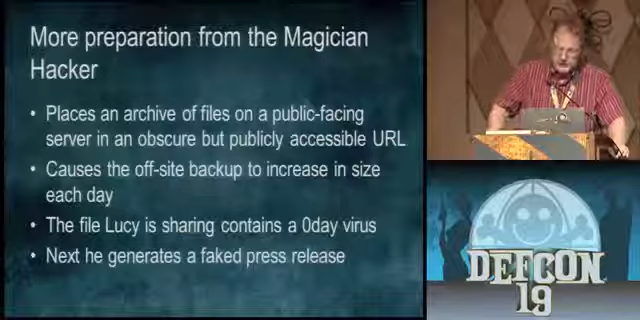 More preparation from the Magician
Hacker
• Places an archive of files on a public-facing
server in an obscure but publicly accessible URL
• Causes the off-site backup to increase in size
each day
• The file Lucy is sharing contains a 0day virus
• Next he generates a faked press release
DEFCON
19